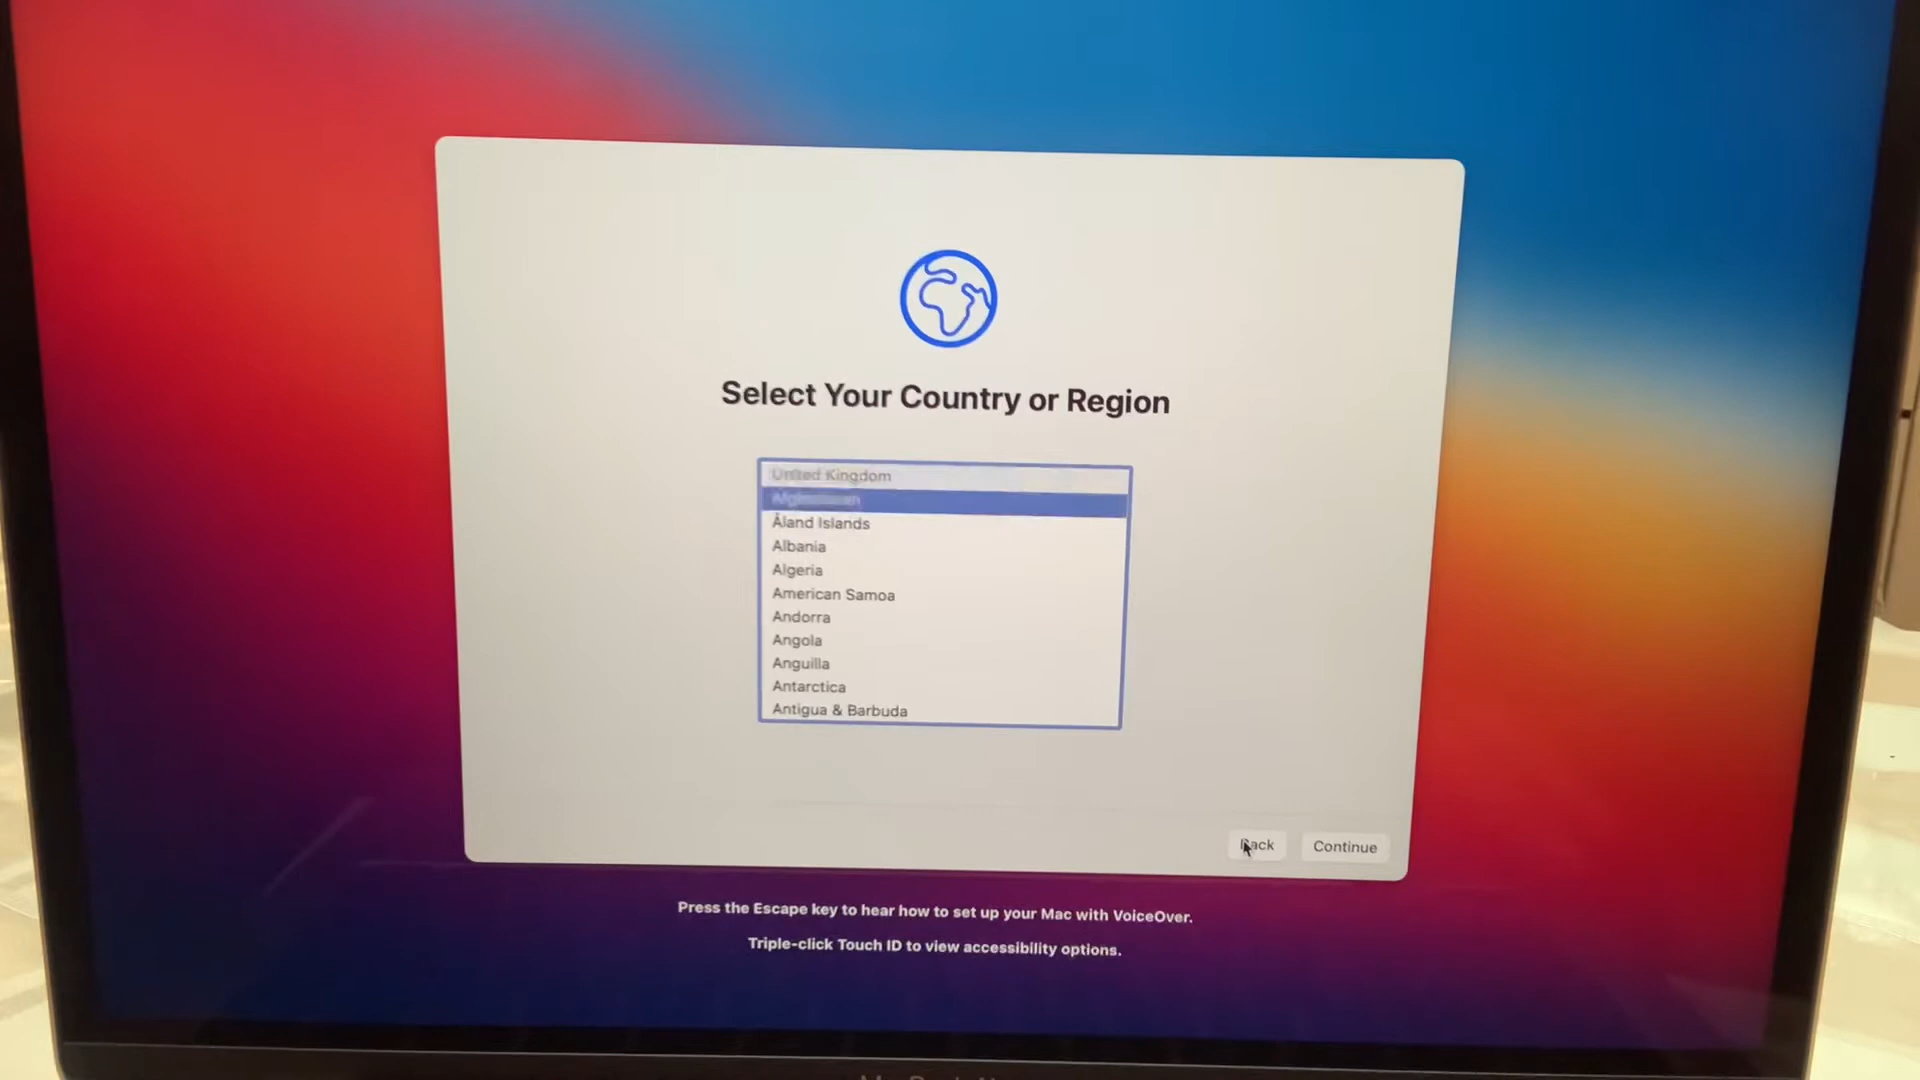 Select Your Country or Region
United Kingdom
Afghanistan
Åland Islands
Albania
Algeria
American Samoa
Andorra
Angola
Anguilla
Antarctica
Antigua & Barbuda
Back
Continue
Press the Escape key to hear how to set up your Mac with VoiceOver.
Triple-click Touch ID to view accessibility options.